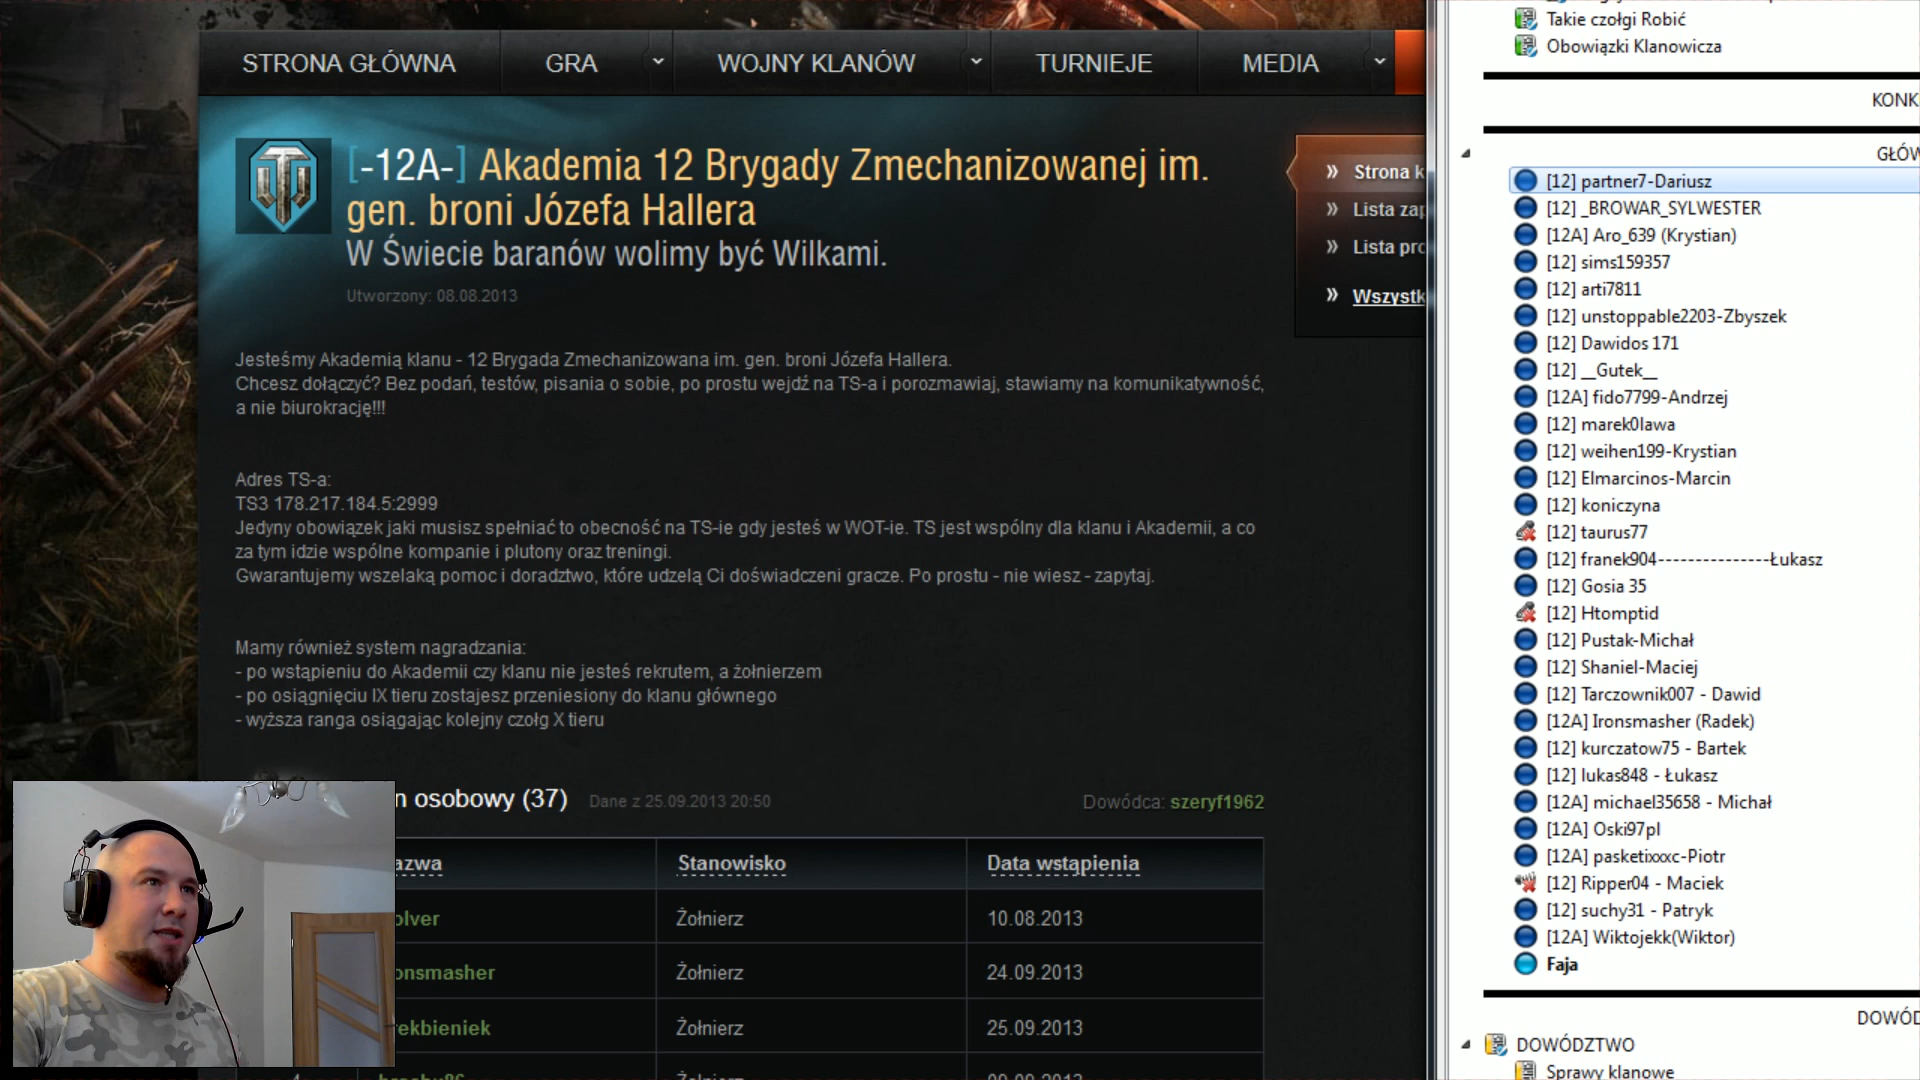 STRONA GŁÓWNA
GRA
WOJNY KLANÓW
TURNIEJE
MEDIA
[-12A-] Akademia 12 Brygady Zmechanizowanej im.
gen. broni Józefa Hallera
W Świecie baranów wolimy być Wilkami.
Utworzony: 08.08.2013
» Strona k
» Lista zap
» Lista pro
» Wszystk
Jesteśmy Akademią klanu - 12 Brygada Zmechanizowana im. gen. broni Józefa Hallera.
Chcesz dołączyć? Bez podań, testów, pisania o sobie, po prostu wejdź na TS-a i porozmawiaj, stawiamy na komunikatywność,
a nie biurokrację!!!
Adres TS-a:
TS3 178.217.184.5:2999
Jedyny obowiązek jaki musisz spełniać to obecność na TS-ie gdy jesteś w WOT-ie. TS jest wspólny dla klanu i Akademii, a co
za tym idzie wspólne kompanie i plutony oraz treningi.
Gwarantujemy wszelaką pomoc i doradztwo, które udzelą Ci doświadczeni gracze. Po prostu - nie wiesz - zapytaj.
Mamy również system nagradzania:
- po wstąpieniu do Akademii czy klanu nie jesteś rekrutem, a żołnierzem
- po osiągnięciu IX tieru zostajesz przeniesiony do klanu głównego
- wyższa ranga osiągając kolejny czołg X tieru
n osobowy (37) Dane z 25.09.2013 20:50
Dowódca: szeryf1962
azwa Stanowisko Data wstąpienia
olver Żołnierz 10.08.2013
onsmasher Żołnierz 24.09.2013
rekbieniek Żołnierz 25.09.2013
Takie czołgi Robić
Obowiązki Klanowicza
KONK
GŁÓW
[12] partner7-Dariusz
[12] _BROWAR_SYLWESTER
[12A] Aro_639 (Krystian)
[12] sims159357
[12] arti7811
[12] unstoppable2203-Zbyszek
[12] Dawidos 171
[12] __Gutek__
[12A] fido7799-Andrzej
[12] marek0lawa
[12] weihen199-Krystian
[12] Elmarcinos-Marcin
[12] koniczyna
[12] taurus77
[12] franek904---------------Łukasz
[12] Gosia 35
[12] Htomptid
[12] Pustak-Michał
[12] Shaniel-Maciej
[12] Tarczownik007 - Dawid
[12A] Ironsmasher (Radek)
[12] kurczatow75 - Bartek
[12] lukas848 - Łukasz
[12A] michael35658 - Michał
[12A] Oski97pl
[12A] pasketixxxc-Piotr
[12] Ripper04 - Maciek
[12] suchy31 - Patryk
[12A] Wiktojekk(Wiktor)
Faja
DOWÓD
DOWÓDZTWO
Sprawy klanowe